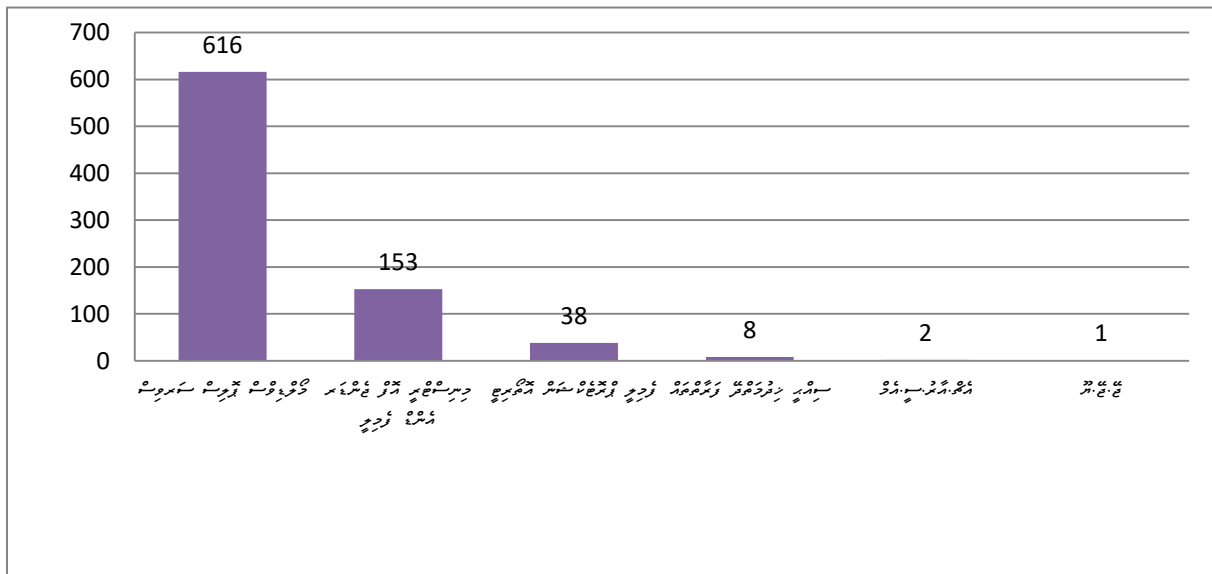 700
600
500
400
300
200
100
0
616
153
38
8
2
1
މޯލްޑިވްސް ޕޮލިސް ސަރވިސް
މިނިސްޓްރީ އޮފް ޖެންޑަރ
އެންޑް ފެމިލީ
ފެމިލީ ޕްރޮޓެކްޝަން އޮތޯރިޓީ
ސިއްޙީ ޚިދުމަތްދޭ ފަރާތްތައް
އެޗް.އާރު.ސީ.އެމް
ޖޭ.ޖޭ.ޔޫ